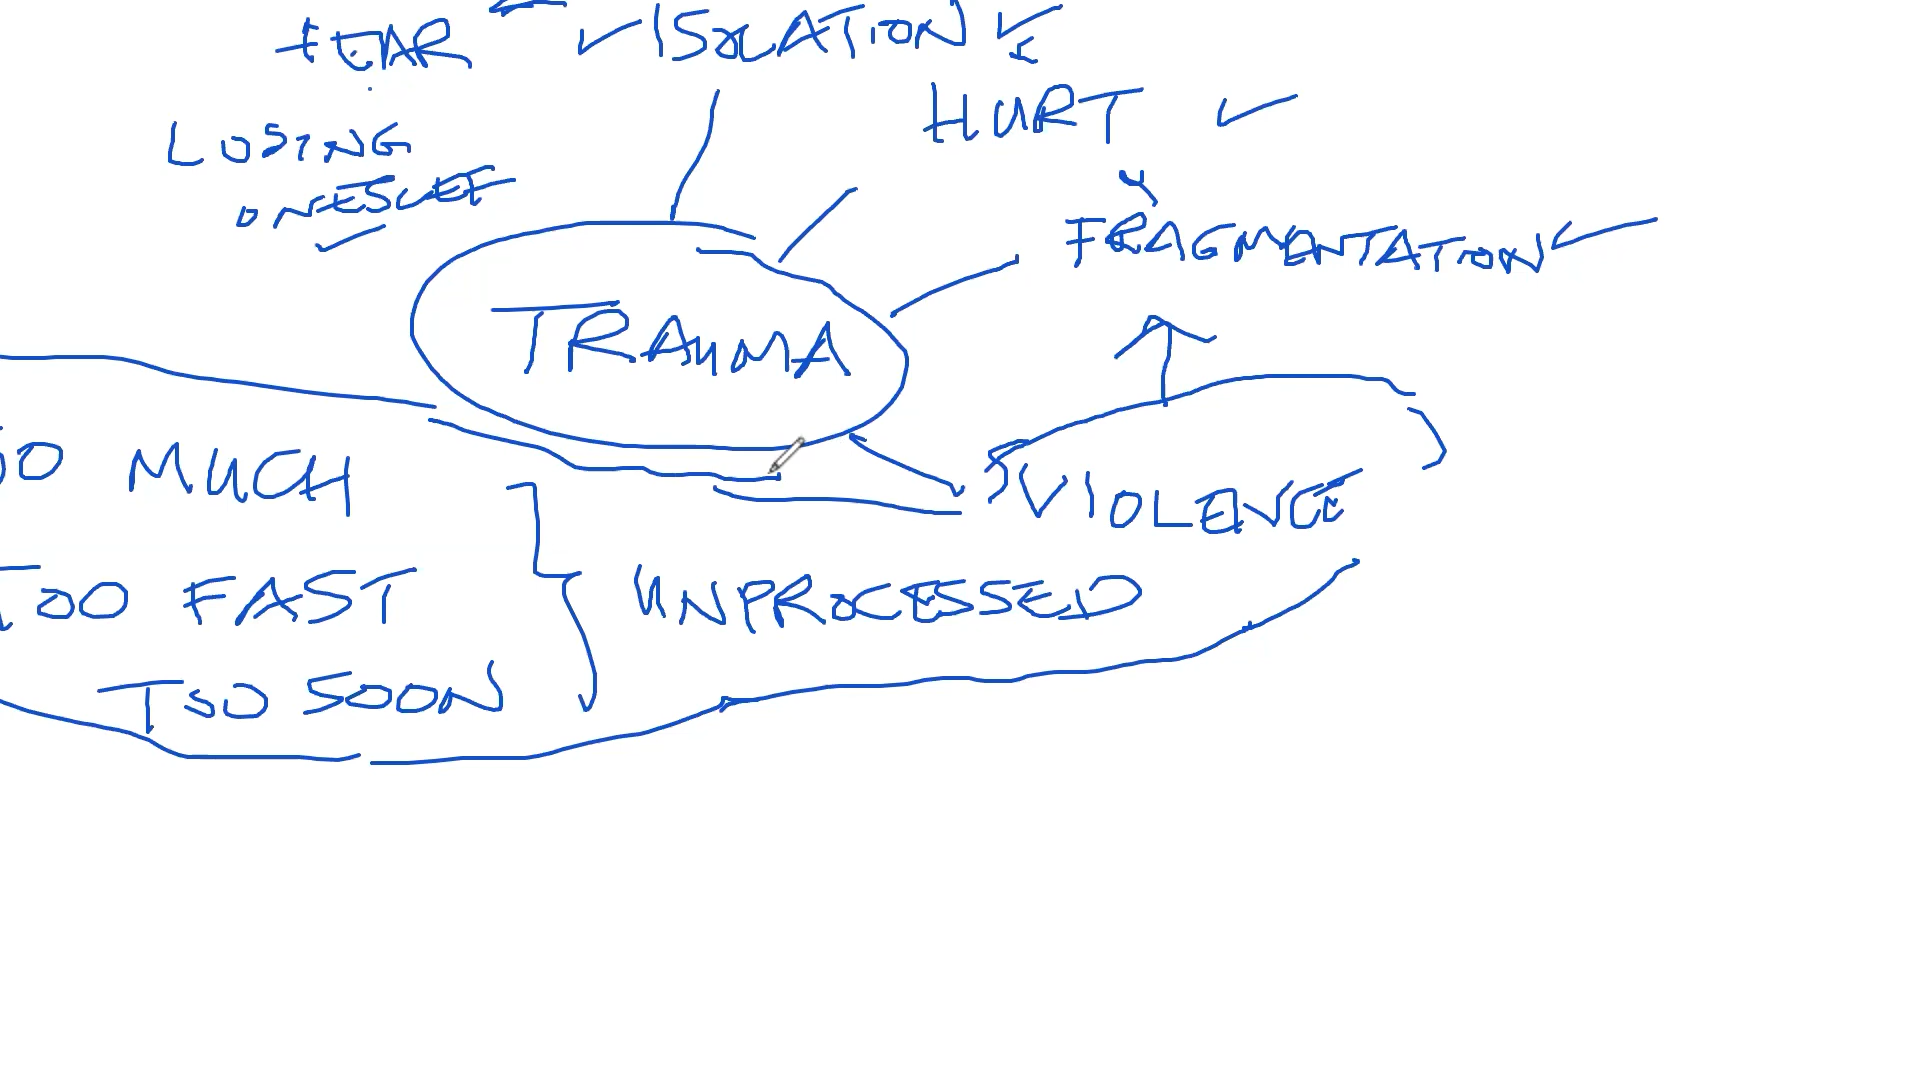 FEAR
ISOLATION
HURT
LOSING
ONESELF
FRAGMENTATION
TRAUMA
VIOLENCE
MUCH
TOO FAST
UNPROCESSED
TOO SOON